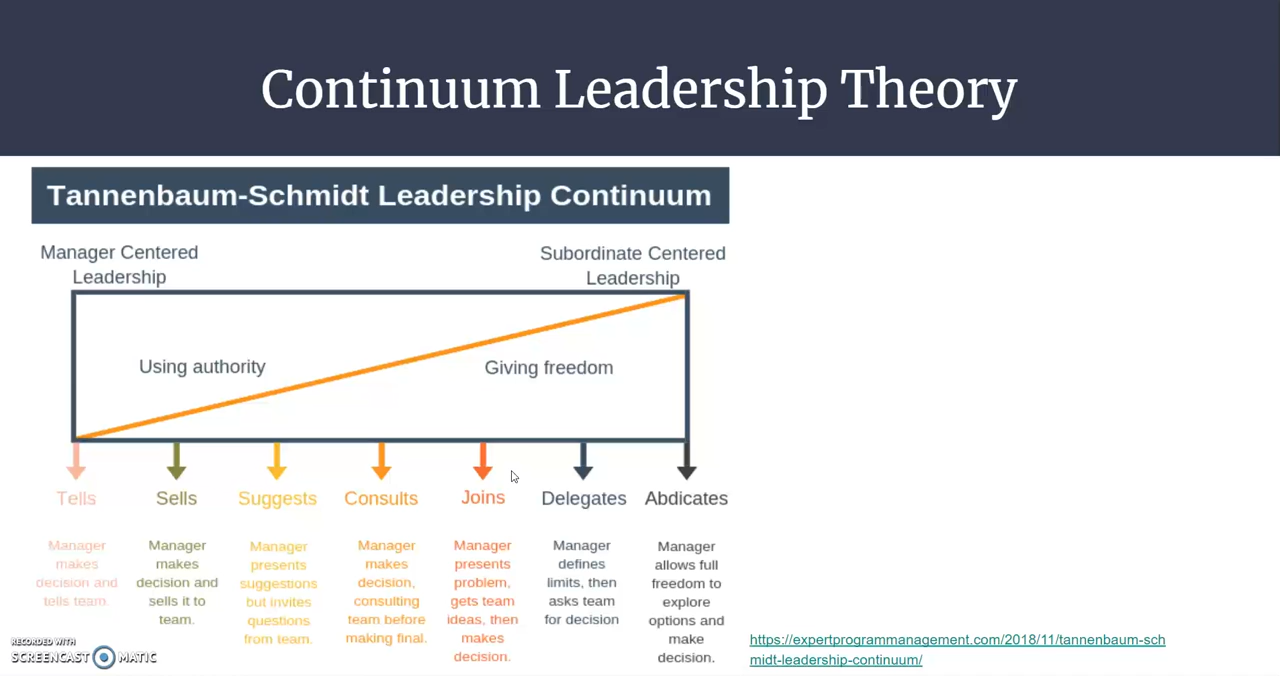 Continuum Leadership Theory
Tannenbaum-Schmidt Leadership Continuum
Manager Centered
Leadership
Subordinate Centered
Leadership
Using authority
Giving freedom
Tells
Sells
Suggests
Consults
Joins
Delegates
Abdicates
Manager
makes
decision and
tells team.
Manager
makes
decision and
sells it to
team.
Manager
presents
suggestions
but invites
questions
from team.
Manager
makes
decision,
consulting
team before
making final.
Manager
presents
problem,
gets team
ideas, then
makes
decision.
Manager
defines
limits, then
asks team
for decision
Manager
allows full
freedom to
explore
options and
make
decision.
https://expertprogrammanagement.com/2018/11/tannenbaum-sch
midt-leadership-continuum/
RECORDED WITH
SCREENCAST MATIC